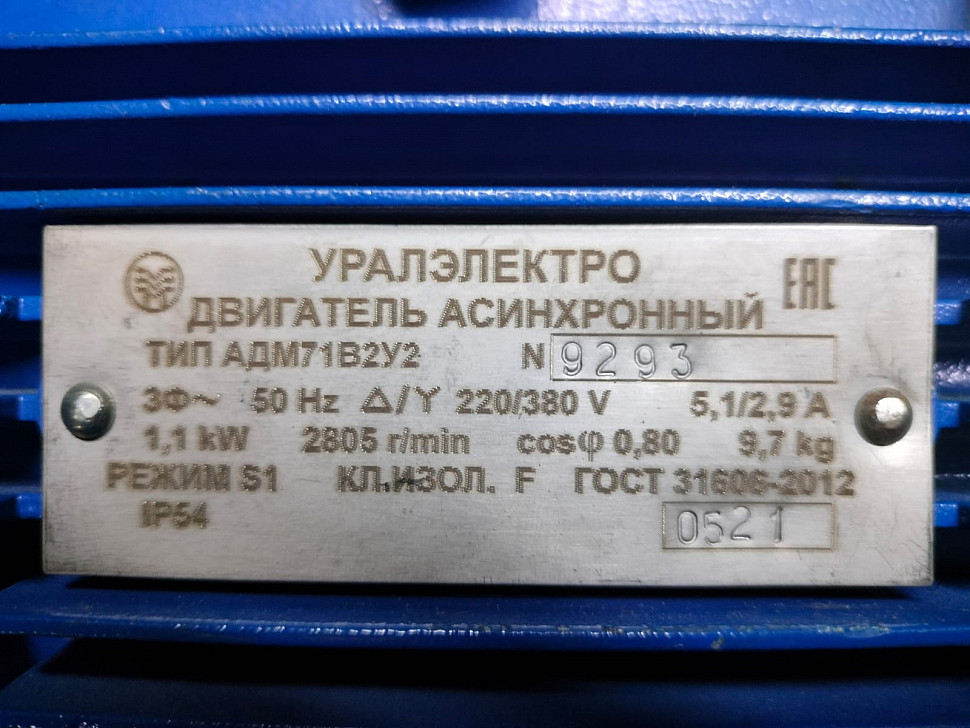 УРАЛЭЛЕКТРО
EAC
ДВИГАТЕЛЬ АСИНХРОННЫЙ
ТИП АДМ71В2У2 N 9293
3Ф~ 50 Hz Δ/Y 220/380 V 5,1/2,9 A
1,1 kW 2805 r/min cosφ 0,80 9,7 kg
РЕЖИМ S1 КЛ.ИЗОЛ. F ГОСТ 31606-2012
IP54 0521